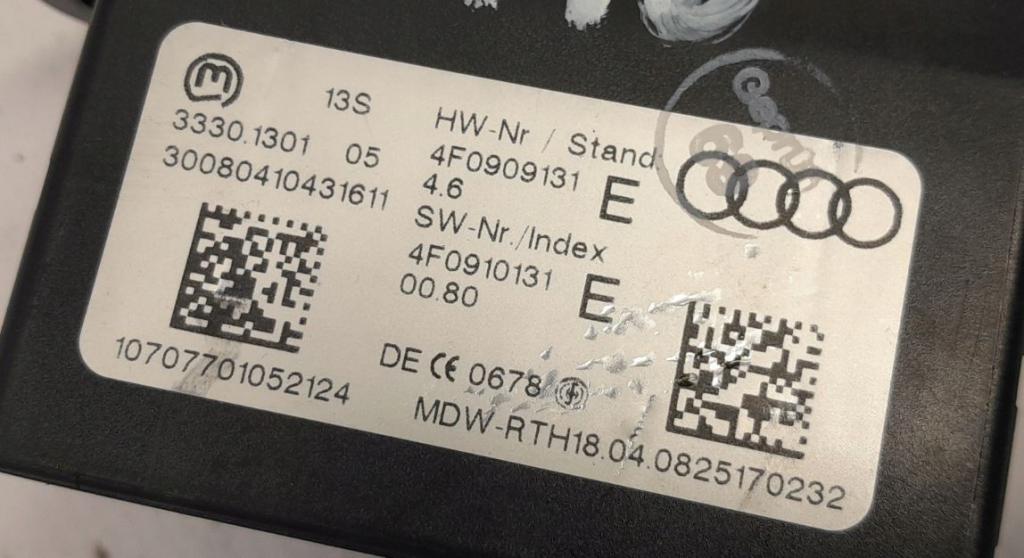 m
13S
3330.1301 05
30080410431611
10707701052124
HW-Nr / Stand
4F0909131 E
4.6
SW-Nr./Index
4F0910131 E
00.80
DE CE 0678
MDW-RTH18.04.0825170232